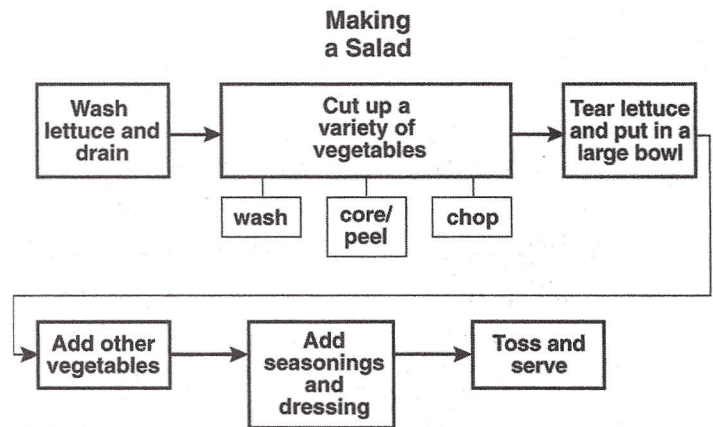 Making
a Salad
Wash
lettuce and
drain
Cut up a
variety of
vegetables
Tear lettuce
and put in a
large bowl
wash
core/
peel
chop
Add other
vegetables
Add
seasonings
and
dressing
Toss and
serve